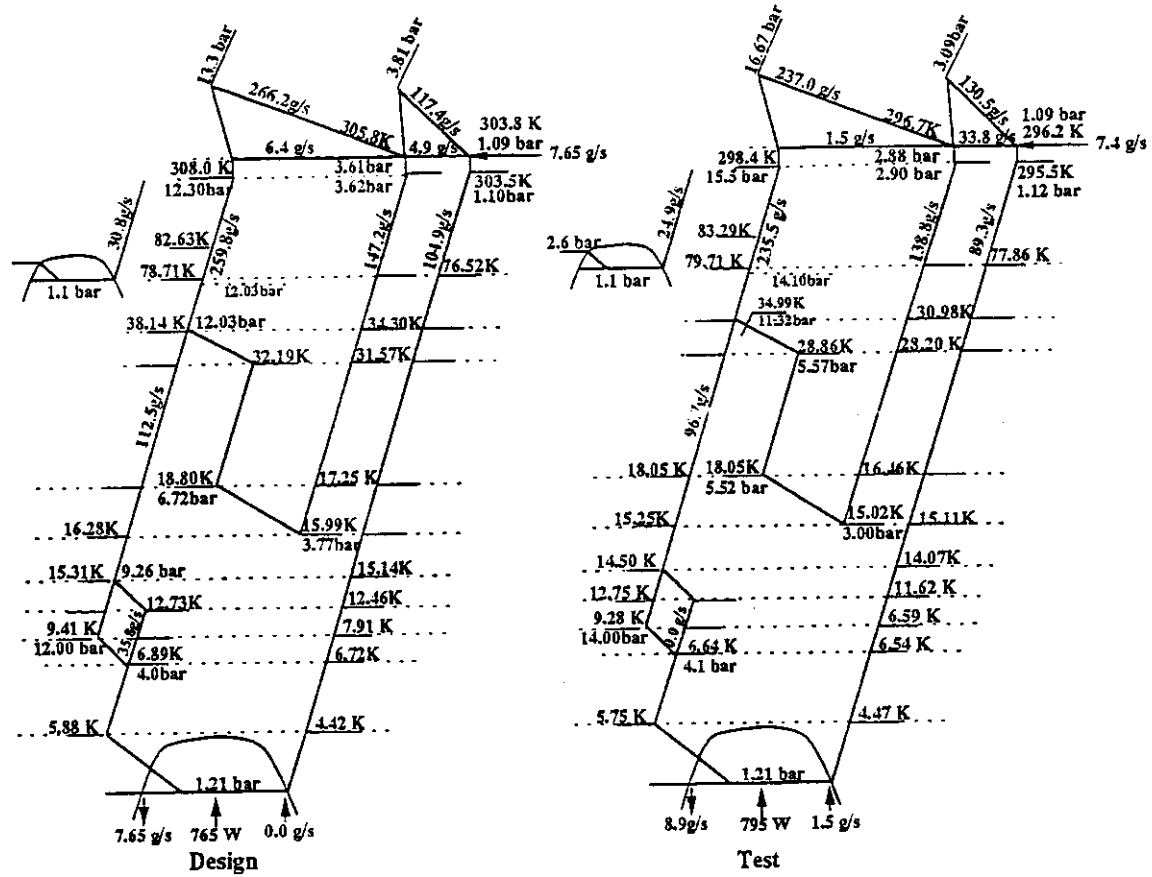 13.3 bar
3.81 bar
266.2g/s
117.4g/s
305.8K
303.8 K
1.09 bar
6.4 g/s
4.9 g/s
7.65 g/s
308.0 K
12.30bar
3.61bar
3.62bar
303.5K
1.10bar
30.8g/s
259.8g/s
147.2g/s
104.9g/s
82.63K
78.71 K
76.52K
1.1 bar
12.03bar
38.14 K
12.03bar
34.30K
32.19K
31.57K
112.5g/s
18.80K
6.72bar
17.25 K
16.28K
15.99K
3.77bar
15.31K
9.26 bar
15.14K
12.73K
12.46K
9.41 K
12.00 bar
35.8g/s
7.91 K
6.89K
4.0bar
6.72K
5.88 K
4.42 K
1.21 bar
7.65 g/s
765 W
0.0 g/s
Design
16.67 bar
3.09bar
237.0 g/s
130.5g/s
296.7K
1.09 bar
296.2 K
1.5 g/s
33.8 g/s
7.4 g/s
298.4 K
15.5 bar
2.88 bar
2.90 bar
295.5K
1.12 bar
24.9g/s
235.5 g/s
138.8g/s
89.3g/s
2.6 bar
83.29K
79.71 K
77.86 K
1.1 bar
14.10bar
34.99K
11.32bar
30.98K
28.86K
5.57bar
28.20 K
18.05 K
18.05K
5.52 bar
16.46K
15.25K
15.02K
3.00bar
15.11K
14.50 K
14.07K
12.75 K
11.62 K
9.28 K
14.00bar
0.0 g/s
6.59 K
6.64 K
4.1 bar
6.54 K
5.75 K
4.47 K
1.21 bar
8.9g/s
795 W
1.5 g/s
Test